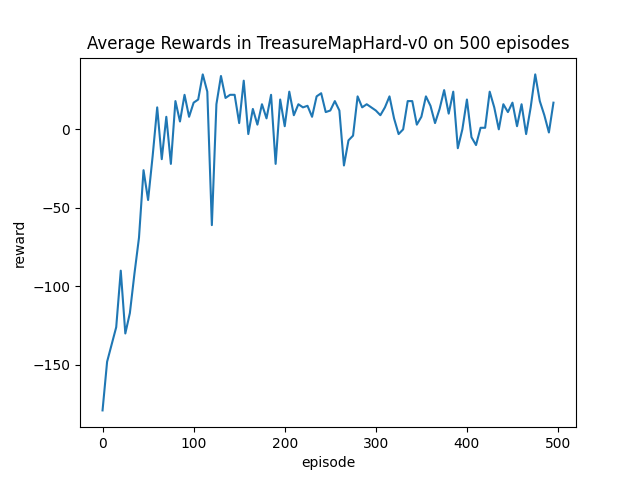 Average Rewards in TreasureMapHard-v0 on 500 episodes
0
−50
−100
−150
reward
0 100 200 300 400 500
episode